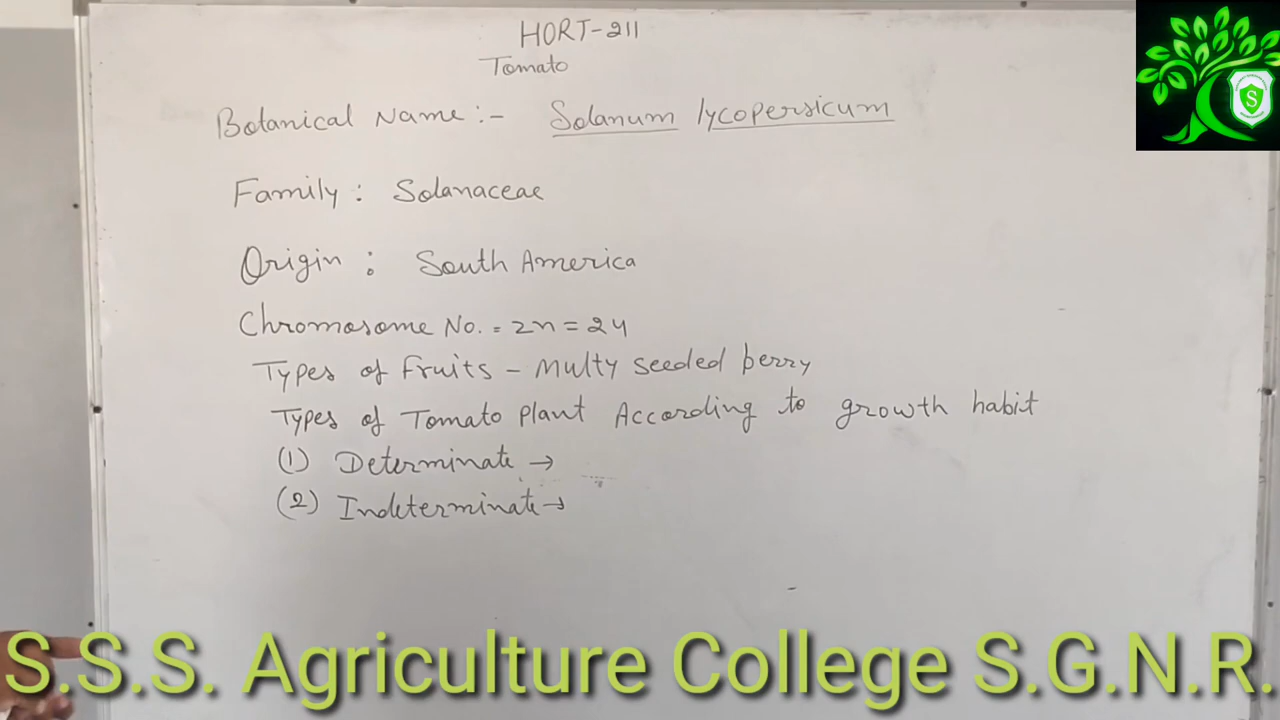 HORT-211
Tomato
Botanical Name :- Solanum lycopersicum
Family : Solanaceae
Origin : South America
Chromosome No. = 2n = 24
Types of Fruits - Multy seeded berry
Types of Tomato plant According to growth habit
(1) Determinate →
(2) Indeterminate →
S
S.S.S. Agriculture College S.G.N.R.